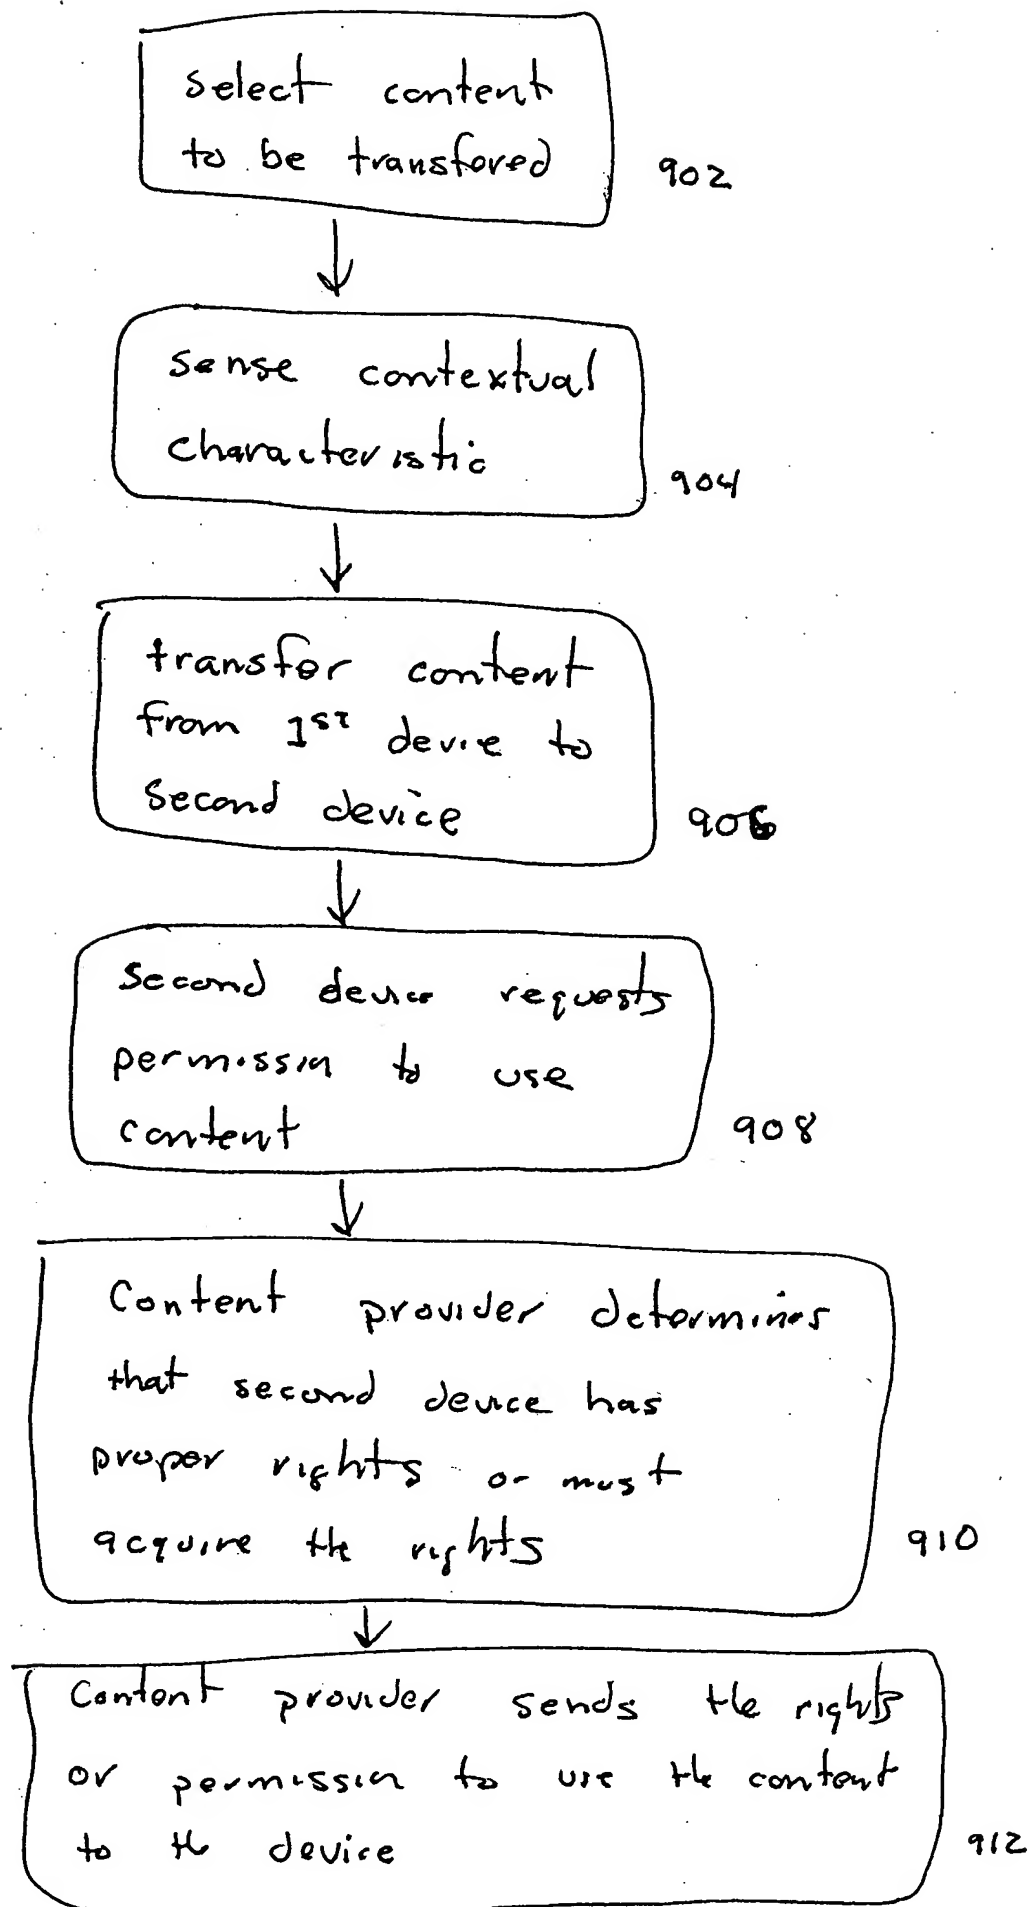 select content
to be transfored
902
sense contextual
characteristic
904
transfer content
from 1ST device to
second device
906
second device requests
permission to use
content
908
Content provider determines
that second device has
proper rights or must
acquire the rights
910
Content provider sends the rights
or permission to use the content
to the device
912